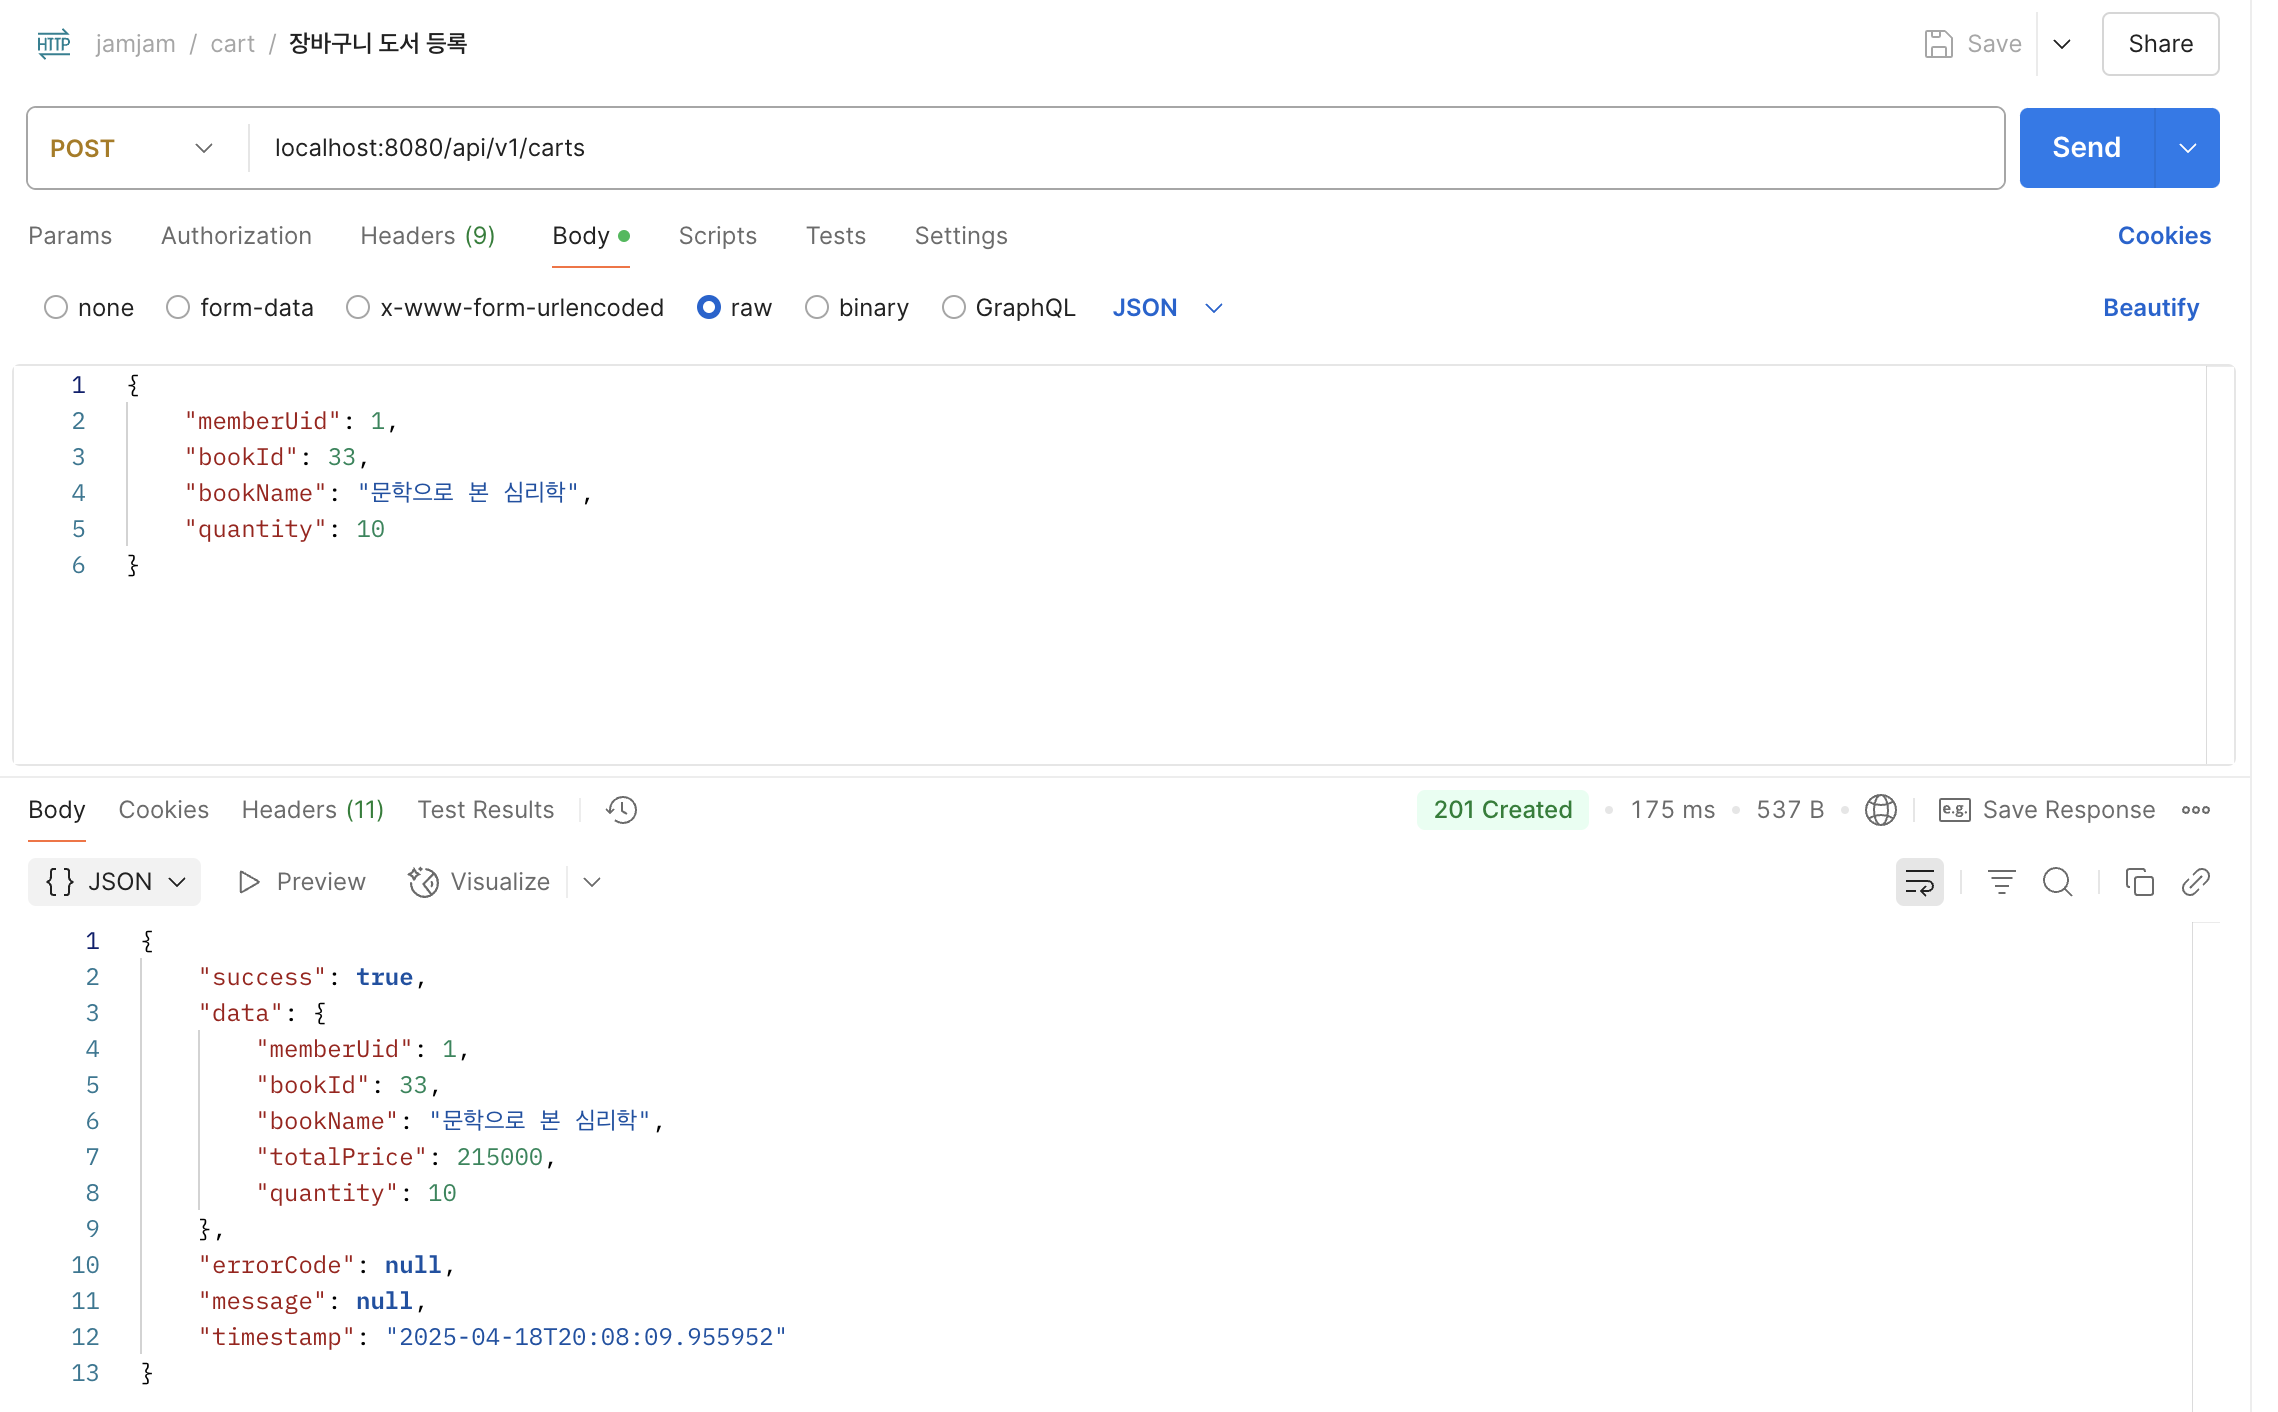 HTTP jamjam / cart / 장바구니 도서 등록 Save Share
POST localhost:8080/api/v1/carts Send
Params Authorization Headers (9) Body Scripts Tests Settings Cookies
none form-data x-www-form-urlencoded raw binary GraphQL JSON Beautify
1 {
2 "memberUid": 1,
3 "bookId": 33,
4 "bookName": "문학으로 본 심리학",
5 "quantity": 10
6 }
Body Cookies Headers (11) Test Results 201 Created • 175 ms • 537 B • e.g. Save Response
{} JSON Preview Visualize
1 {
2 "success": true,
3 "data": {
4 "memberUid": 1,
5 "bookId": 33,
6 "bookName": "문학으로 본 심리학",
7 "totalPrice": 215000,
8 "quantity": 10
9 },
10 "errorCode": null,
11 "message": null,
12 "timestamp": "2025-04-18T20:08:09.955952"
13 }